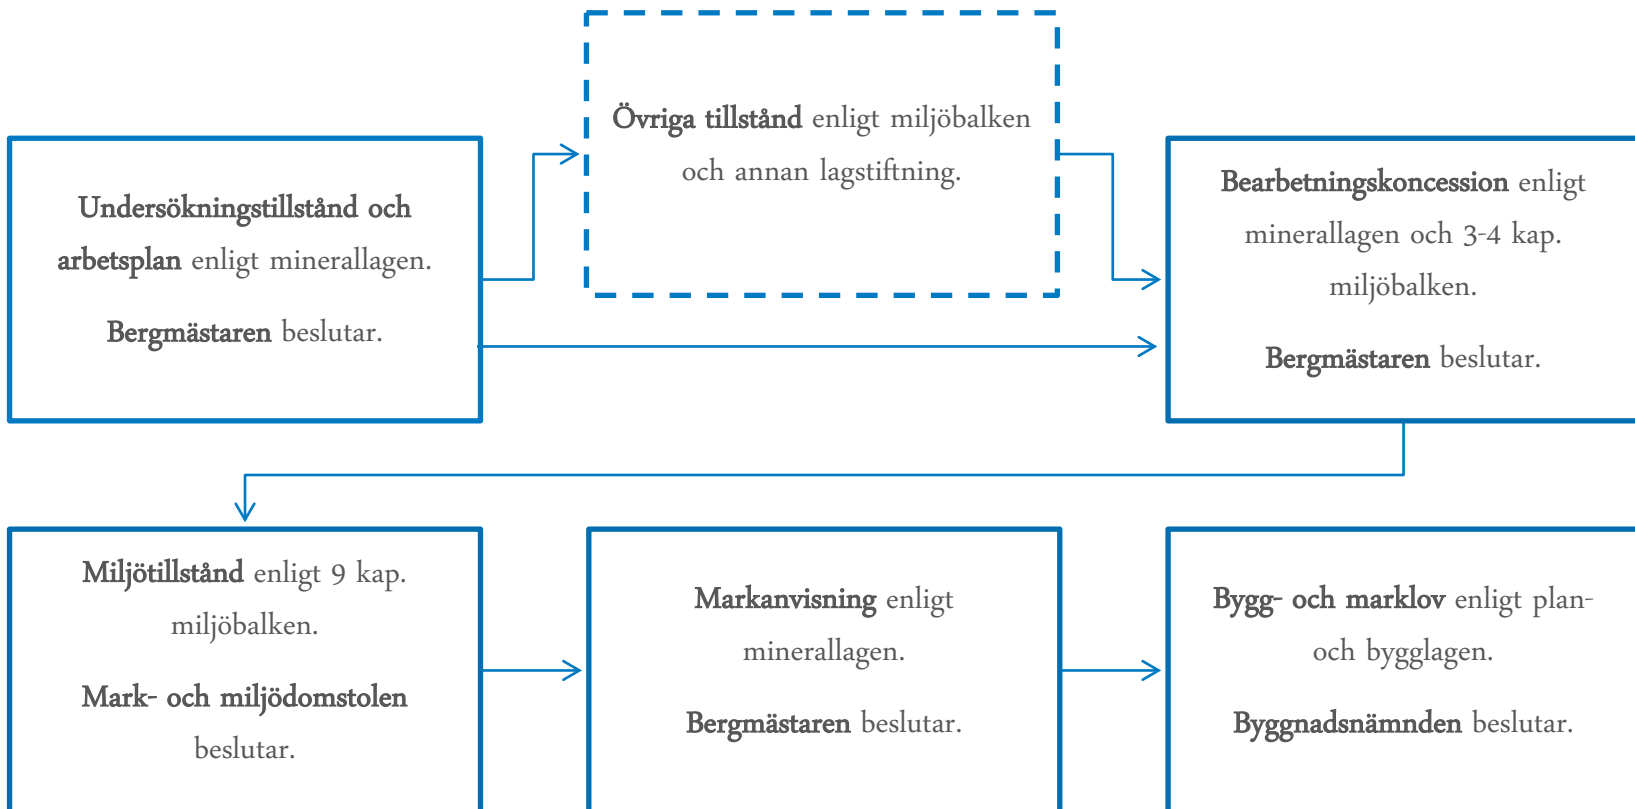 Övriga tillstånd enligt miljöbalken
och annan lagstiftning.
Undersökningstillstånd och
arbetsplan enligt minerallagen.
Bergmästaren beslutar.
Bearbetningskoncession enligt
minerallagen och 3-4 kap.
miljöbalken.
Bergmästaren beslutar.
Miljötillstånd enligt 9 kap.
miljöbalken.
Mark- och miljödomstolen
beslutar.
Markanvisning enligt
minerallagen.
Bergmästaren beslutar.
Bygg- och marklov enligt plan-
och bygglagen.
Byggnadsnämnden beslutar.